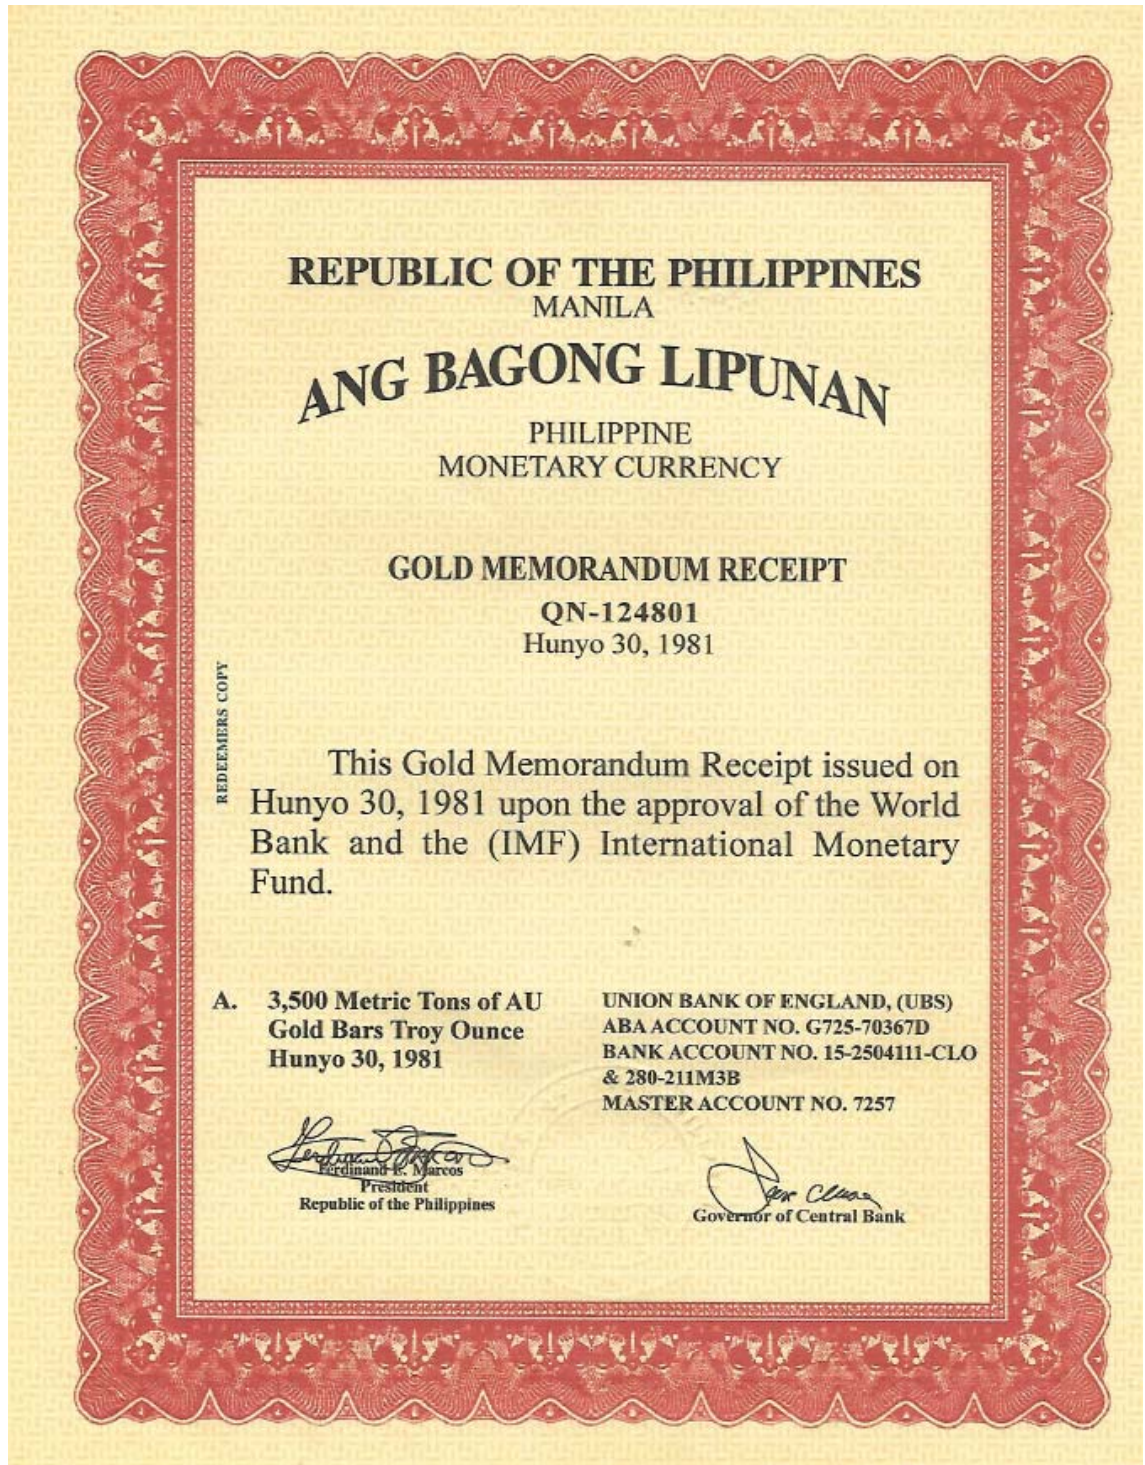 REPUBLIC OF THE PHILIPPINES
MANILA
ANG BAGONG LIPUNAN
PHILIPPINE
MONETARY CURRENCY
GOLD MEMORANDUM RECEIPT
QN-124801
Hunyo 30, 1981
REDEEMERS COPY
This Gold Memorandum Receipt issued on
Hunyo 30, 1981 upon the approval of the World
Bank and the (IMF) International Monetary
Fund.
A. 3,500 Metric Tons of AU
Gold Bars Troy Ounce
Hunyo 30, 1981
UNION BANK OF ENGLAND, (UBS)
ABA ACCOUNT NO. G725-70367D
BANK ACCOUNT NO. 15-2504111-CLO
& 280-211M3B
MASTER ACCOUNT NO. 7257
Ferdinand E. Marcos
President
Republic of the Philippines
Governor of Central Bank